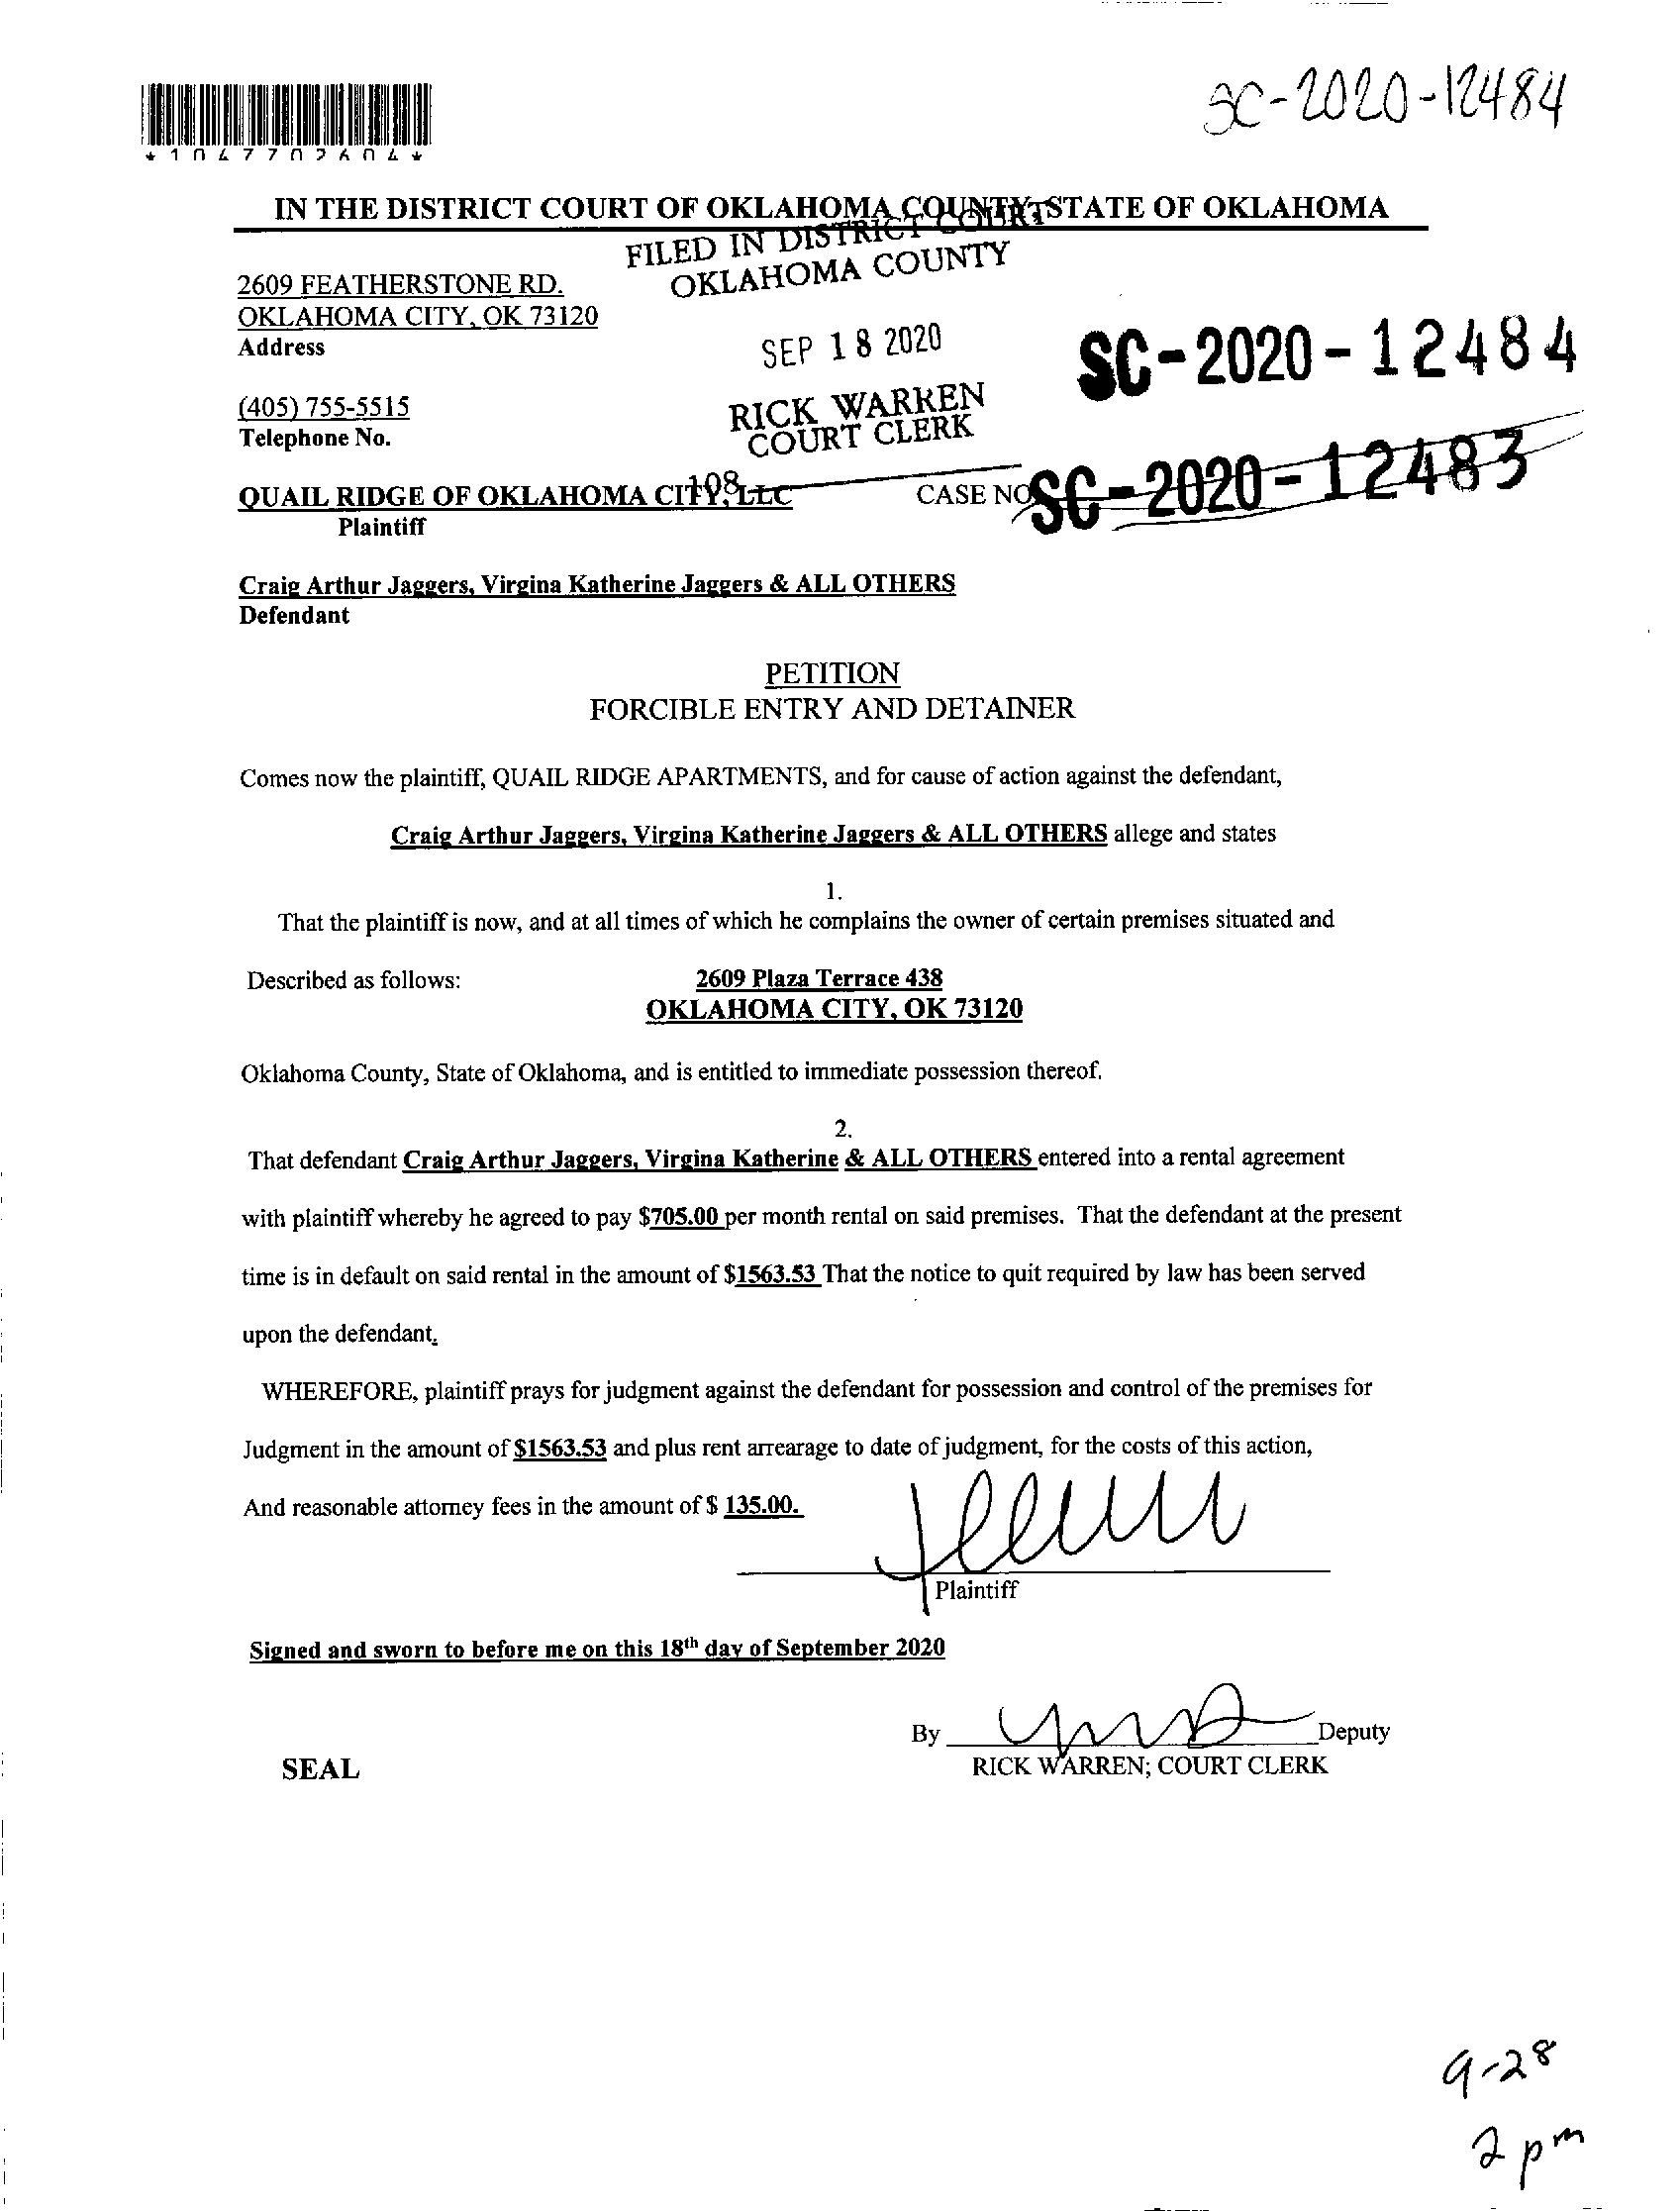 SC-2020-12484
*1047702604*
IN THE DISTRICT COURT OF OKLAHOMA COUNTY STATE OF OKLAHOMA
FILED IN DISTRICT COURT
OKLAHOMA COUNTY
2609 FEATHERSTONE RD.
OKLAHOMA CITY, OK 73120
Address
SEP 18 2020
SC-2020-12484
(405) 755-5515
Telephone No.
RICK WARREN
COURT CLERK
108
QUAIL RIDGE OF OKLAHOMA CITY, LLC CASE NO SC-2020-12483
Plaintiff
Craig Arthur Jaggers, Virgina Katherine Jaggers & ALL OTHERS
Defendant
PETITION
FORCIBLE ENTRY AND DETAINER
Comes now the plaintiff, QUAIL RIDGE APARTMENTS, and for cause of action against the defendant,
Craig Arthur Jaggers, Virgina Katherine Jaggers & ALL OTHERS allege and states
1.
That the plaintiff is now, and at all times of which he complains the owner of certain premises situated and
Described as follows: 2609 Plaza Terrace 438
OKLAHOMA CITY, OK 73120
Oklahoma County, State of Oklahoma, and is entitled to immediate possession thereof.
2.
That defendant Craig Arthur Jaggers, Virgina Katherine & ALL OTHERS entered into a rental agreement
with plaintiff whereby he agreed to pay $705.00 per month rental on said premises. That the defendant at the present
time is in default on said rental in the amount of $1563.53 That the notice to quit required by law has been served
upon the defendant.
WHEREFORE, plaintiff prays for judgment against the defendant for possession and control of the premises for
Judgment in the amount of $1563.53 and plus rent arrearage to date of judgment, for the costs of this action,
And reasonable attorney fees in the amount of $ 135.00.
Plaintiff
Signed and sworn to before me on this 18th day of September 2020
By Deputy
RICK WARREN; COURT CLERK
SEAL
9-28
2 pm